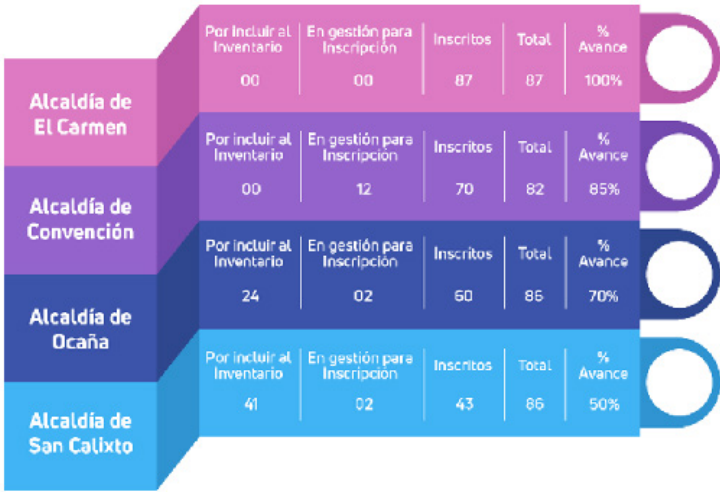 Alcaldía de
El Carmen
Por incluir al
Inventario
00
En gestión para
Inscripción
00
Inscritos
87
Total
87
%
Avance
100%
Alcaldía de
Convención
Por incluir al
Inventario
00
En gestión para
Inscripción
12
Inscritos
70
Total
82
%
Avance
85%
Alcaldía de
Ocaña
Por incluir al
Inventario
24
En gestión para
Inscripción
02
Inscritos
60
Total
86
%
Avance
70%
Alcaldía de
San Calixto
Por incluir al
Inventario
41
En gestión para
Inscripción
02
Inscritos
43
Total
86
%
Avance
50%